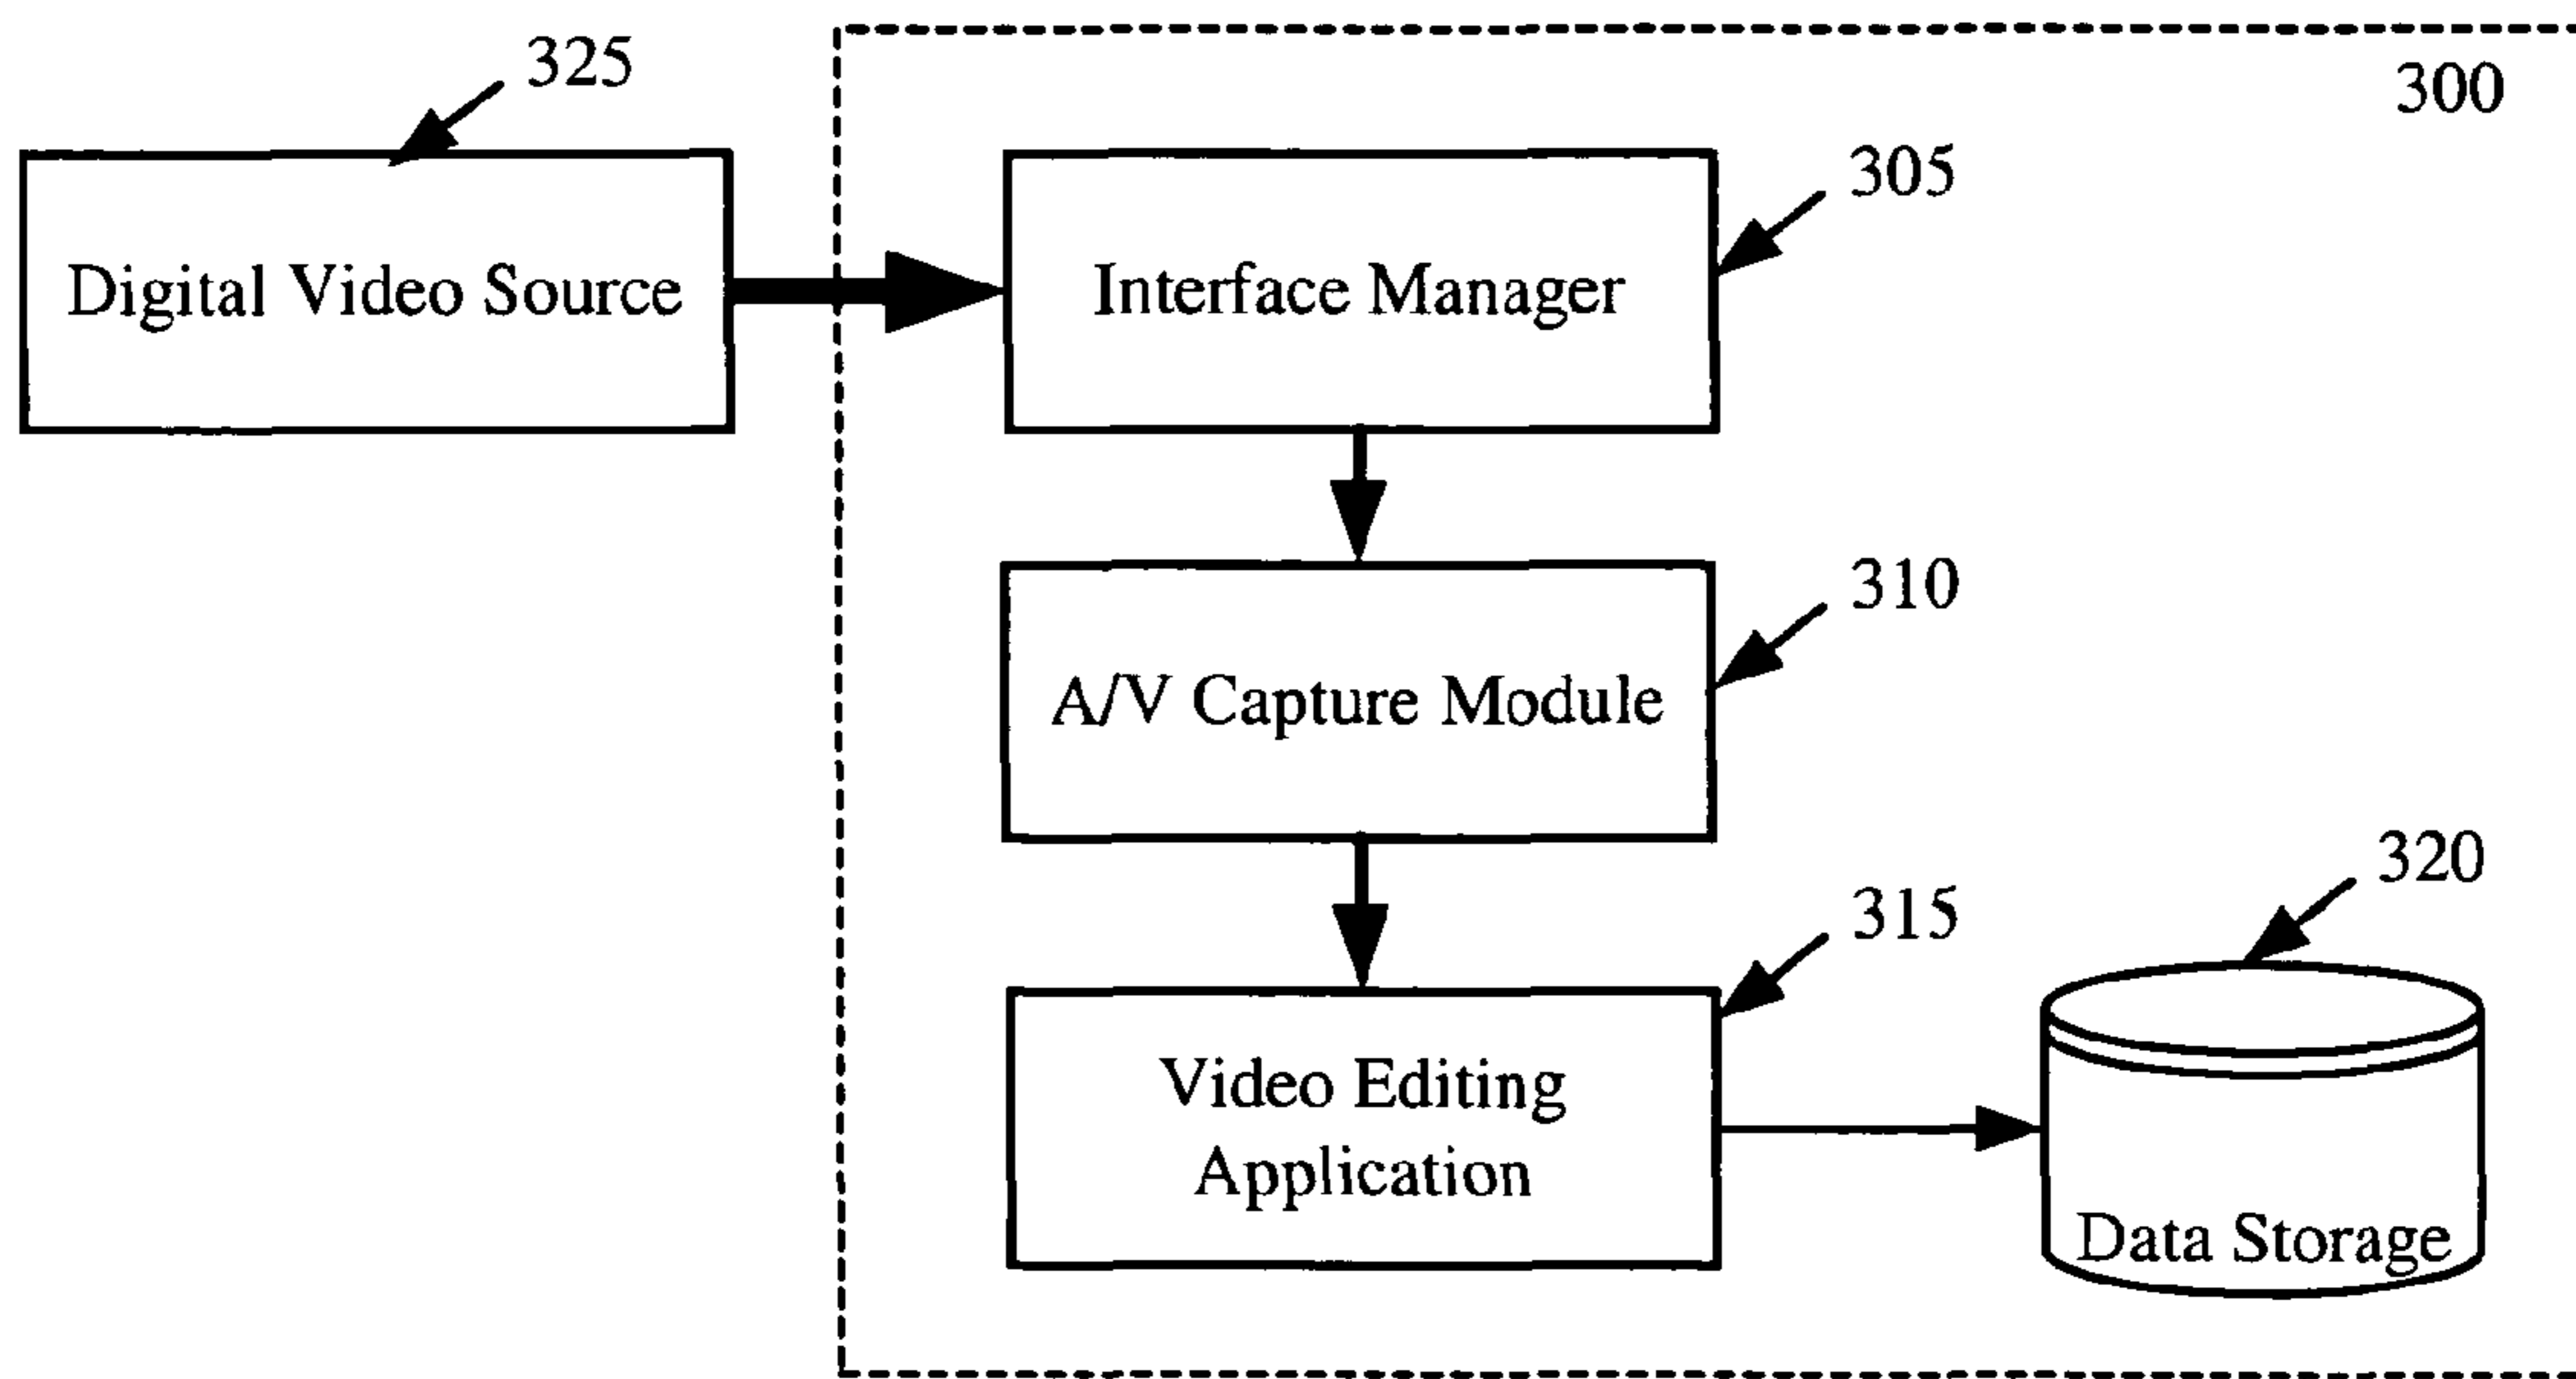 325
300
305
Digital Video Source
Interface Manager
310
A/V Capture Module
320
315
Video Editing
Application
Data Storage